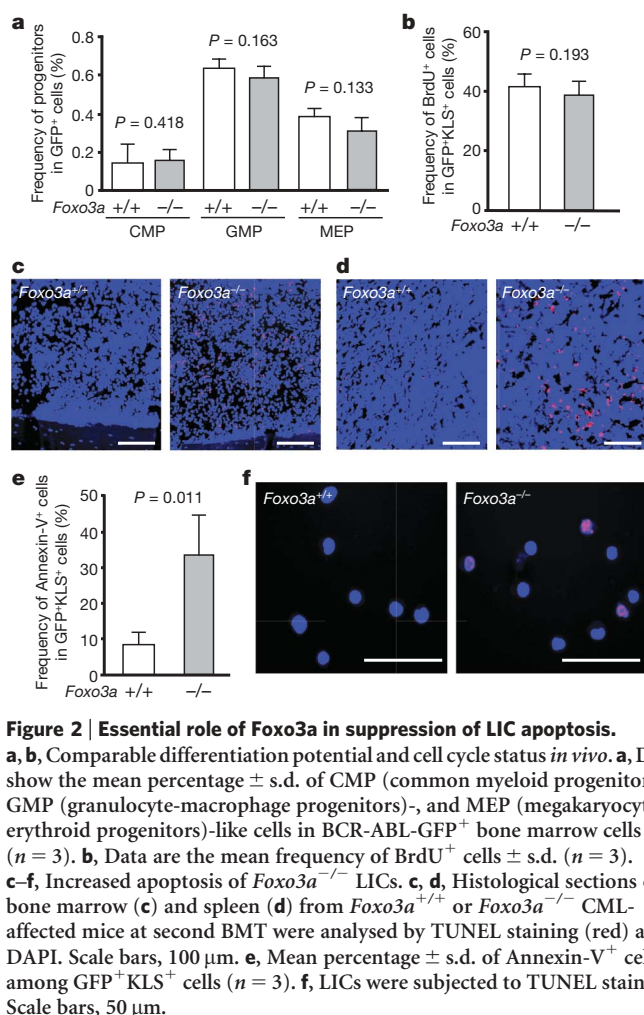 a
Frequency of progenitors
in GFP⁺ cells (%)
0.8
0.6
0.4
0.2
0
P = 0.418
P = 0.163
P = 0.133
Foxo3a +/+ −/− +/+ −/− +/+ −/−
CMP GMP MEP
b
Frequency of BrdU⁺ cells
in GFP⁺KLS⁺ cells (%)
60
40
20
0
P = 0.193
Foxo3a +/+ −/−
c
Foxo3a⁺/⁺
Foxo3a⁻/⁻
d
Foxo3a⁺/⁺
Foxo3a⁻/⁻
e
Frequency of Annexin-V⁺ cells
in GFP⁺KLS⁺ cells (%)
50
40
30
20
10
0
P = 0.011
Foxo3a +/+ −/−
f
Foxo3a⁺/⁺
Foxo3a⁻/⁻
Figure 2 | Essential role of Foxo3a in suppression of LIC apoptosis.
a, b, Comparable differentiation potential and cell cycle status in vivo. a, D
show the mean percentage ± s.d. of CMP (common myeloid progenitor
GMP (granulocyte-macrophage progenitors)-, and MEP (megakaryocyt
erythroid progenitors)-like cells in BCR-ABL-GFP⁺ bone marrow cells
(n = 3). b, Data are the mean frequency of BrdU⁺ cells ± s.d. (n = 3).
c–f, Increased apoptosis of Foxo3a⁻/⁻ LICs. c, d, Histological sections
bone marrow (c) and spleen (d) from Foxo3a⁺/⁺ or Foxo3a⁻/⁻ CML-
affected mice at second BMT were analysed by TUNEL staining (red) a
DAPI. Scale bars, 100 μm. e, Mean percentage ± s.d. of Annexin-V⁺ cel
among GFP⁺KLS⁺ cells (n = 3). f, LICs were subjected to TUNEL stain
Scale bars, 50 μm.